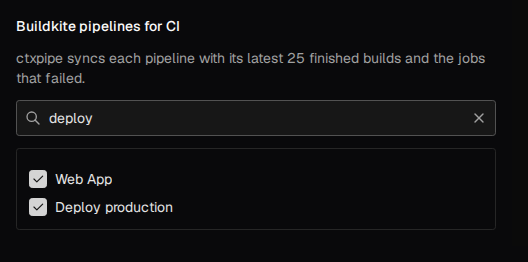 Buildkite pipelines for CI
ctxpipe syncs each pipeline with its latest 25 finished builds and the jobs
that failed.
deploy
Web App
Deploy production